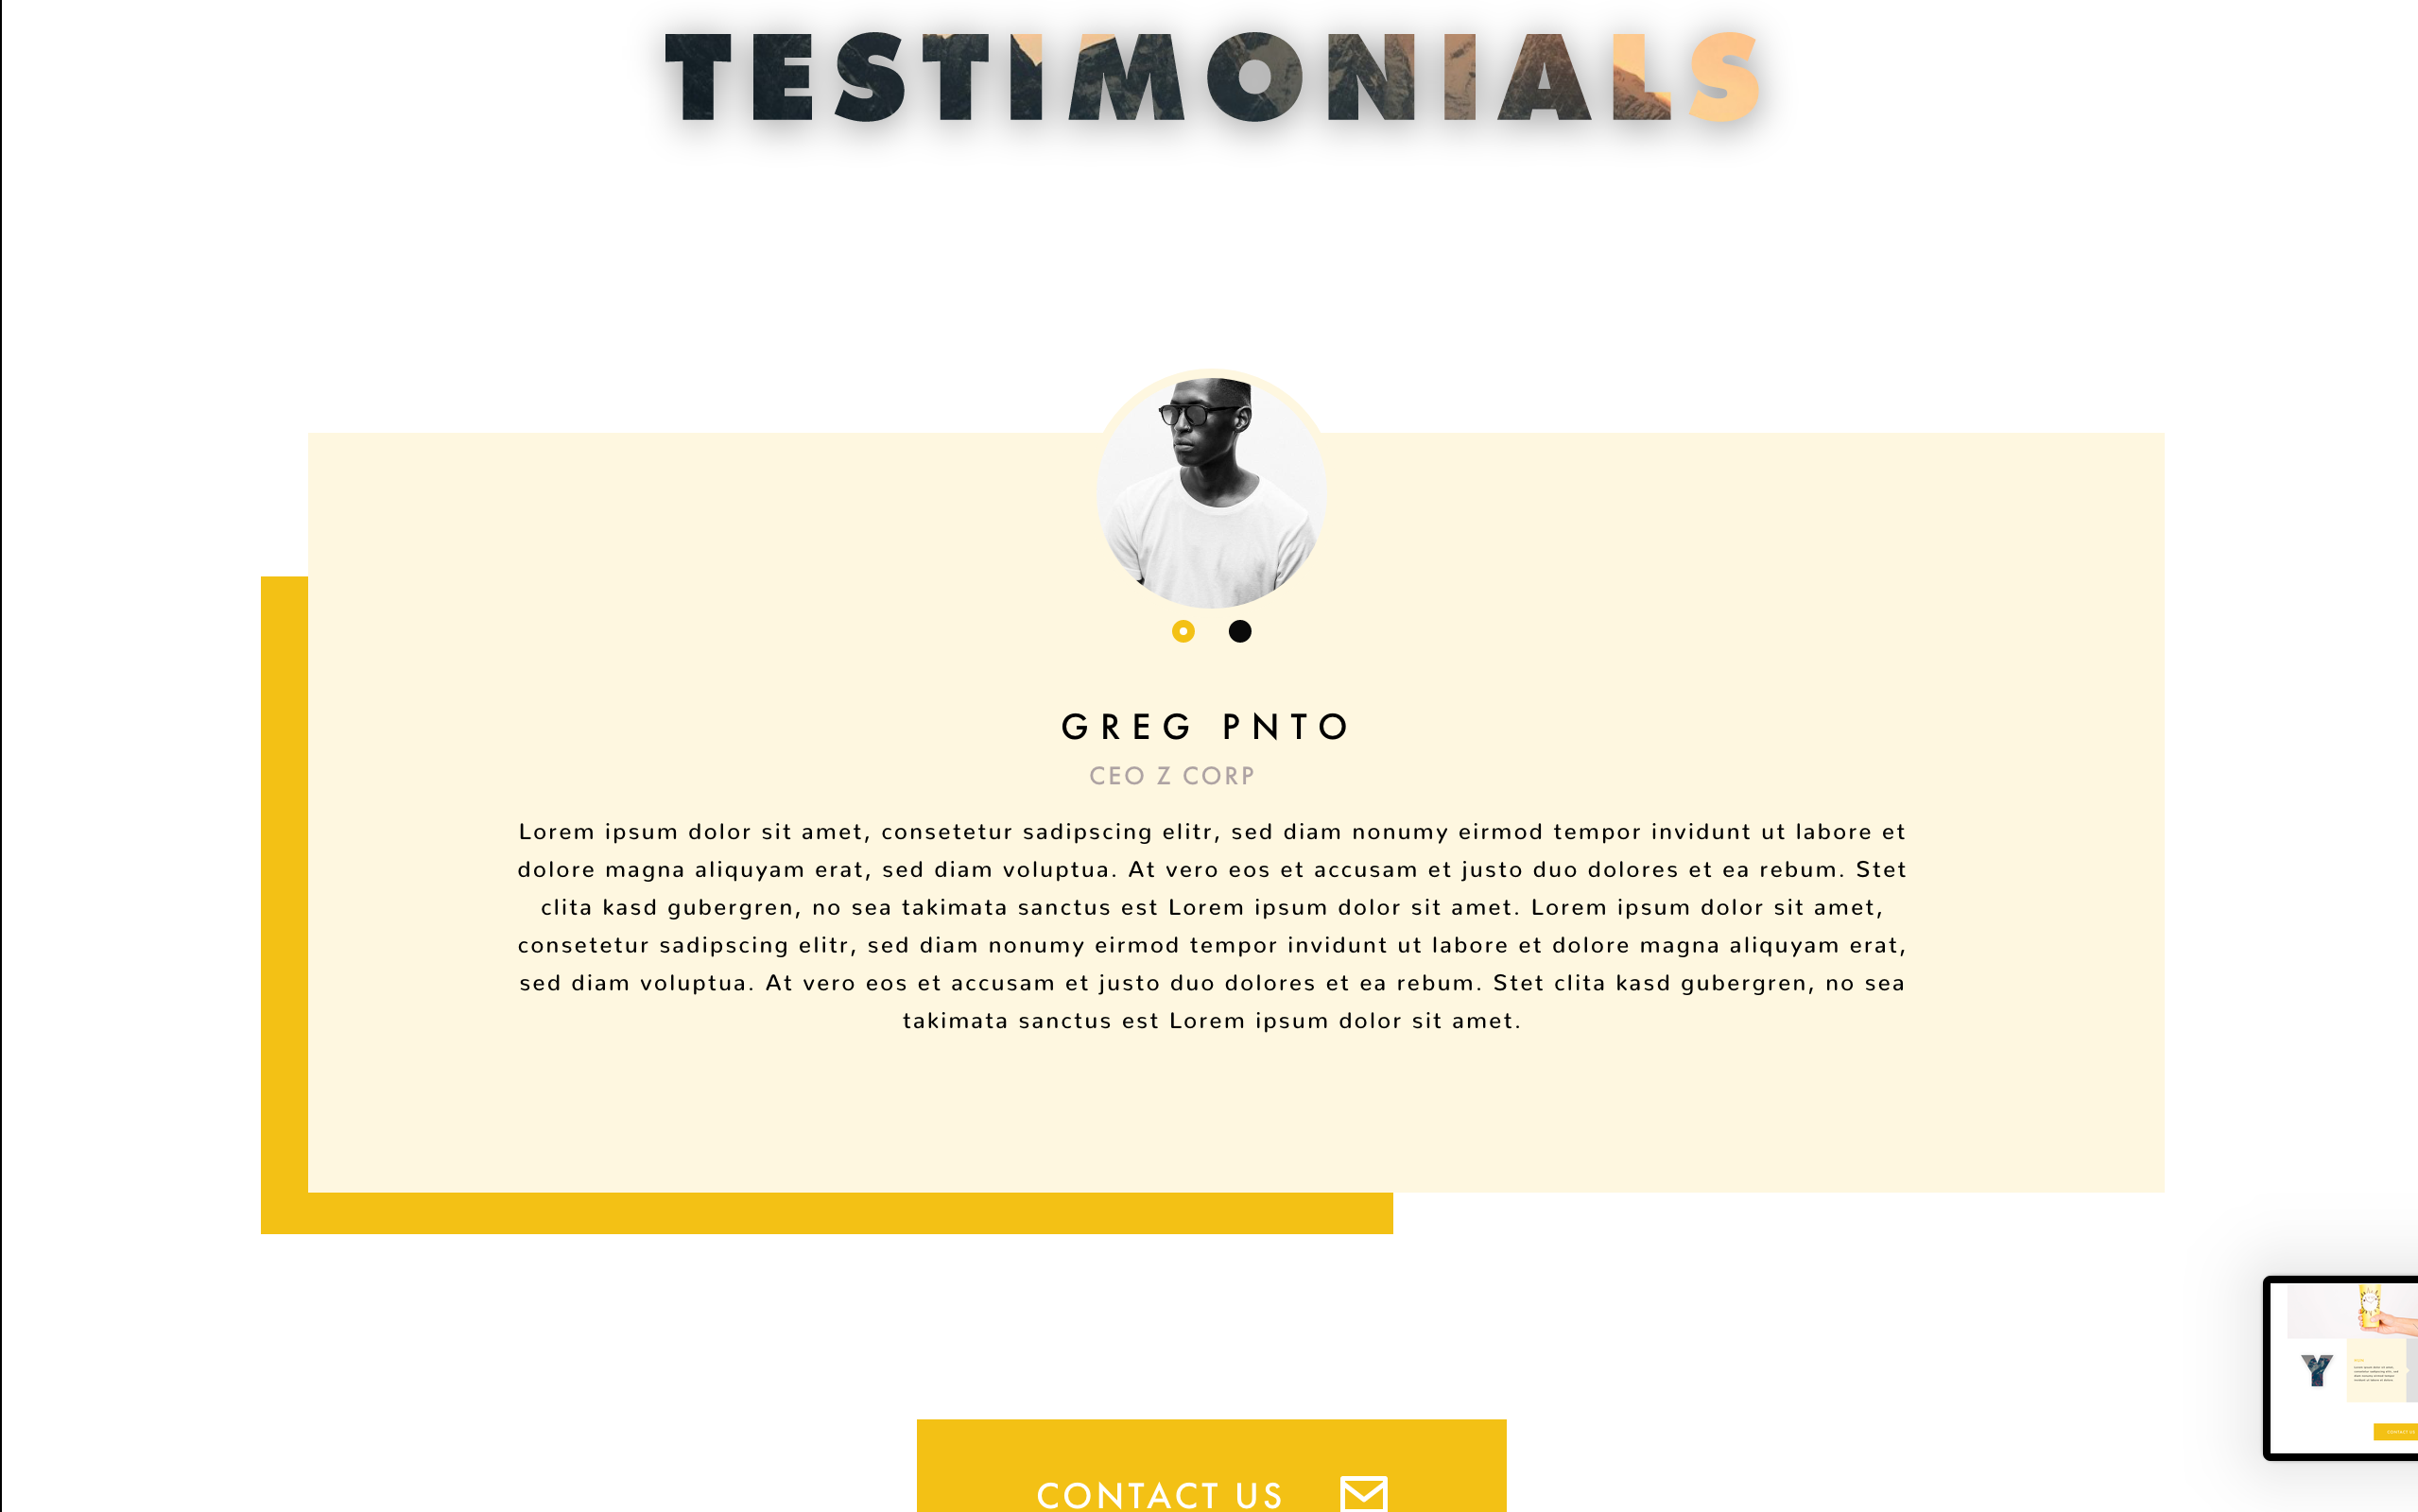 TESTIMONIALS
GREG PNTO
CEO Z CORP
Lorem ipsum dolor sit amet, consetetur sadipscing elitr, sed diam nonumy eirmod tempor invidunt ut labore et
dolore magna aliquyam erat, sed diam voluptua. At vero eos et accusam et justo duo dolores et ea rebum. Stet
clita kasd gubergren, no sea takimata sanctus est Lorem ipsum dolor sit amet. Lorem ipsum dolor sit amet,
consetetur sadipscing elitr, sed diam nonumy eirmod tempor invidunt ut labore et dolore magna aliquyam erat,
sed diam voluptua. At vero eos et accusam et justo duo dolores et ea rebum. Stet clita kasd gubergren, no sea
takimata sanctus est Lorem ipsum dolor sit amet.
Y
CONTACT US